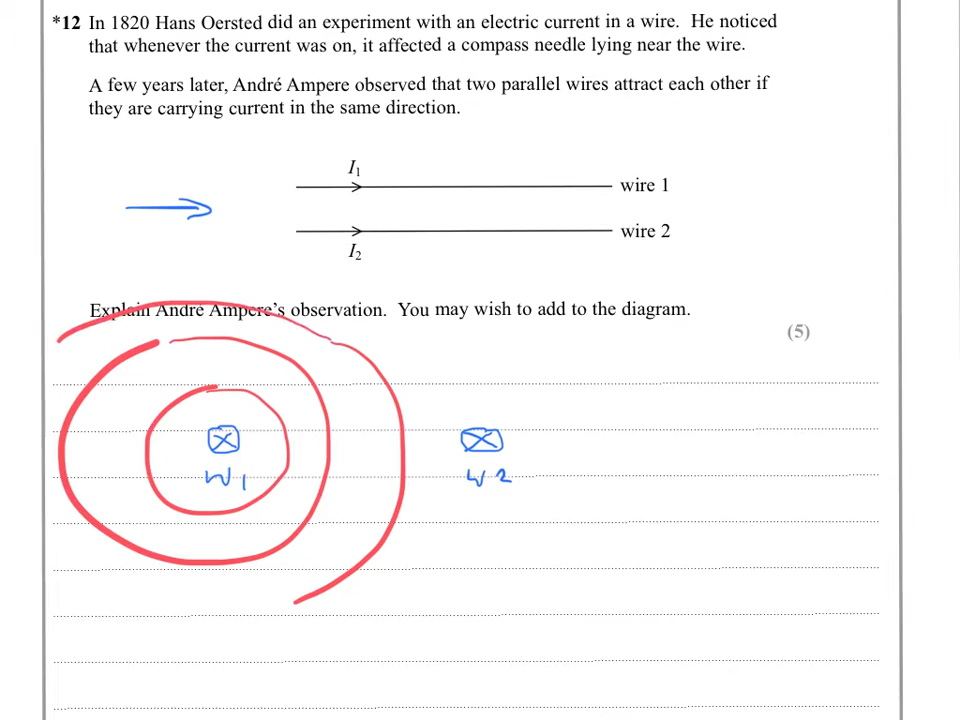 *12 In 1820 Hans Oersted did an experiment with an electric current in a wire. He noticed
that whenever the current was on, it affected a compass needle lying near the wire.
A few years later, André Ampere observed that two parallel wires attract each other if
they are carrying current in the same direction.
I1
wire 1
wire 2
I2
Explain André Ampere's observation. You may wish to add to the diagram.
(5)
W1 W2